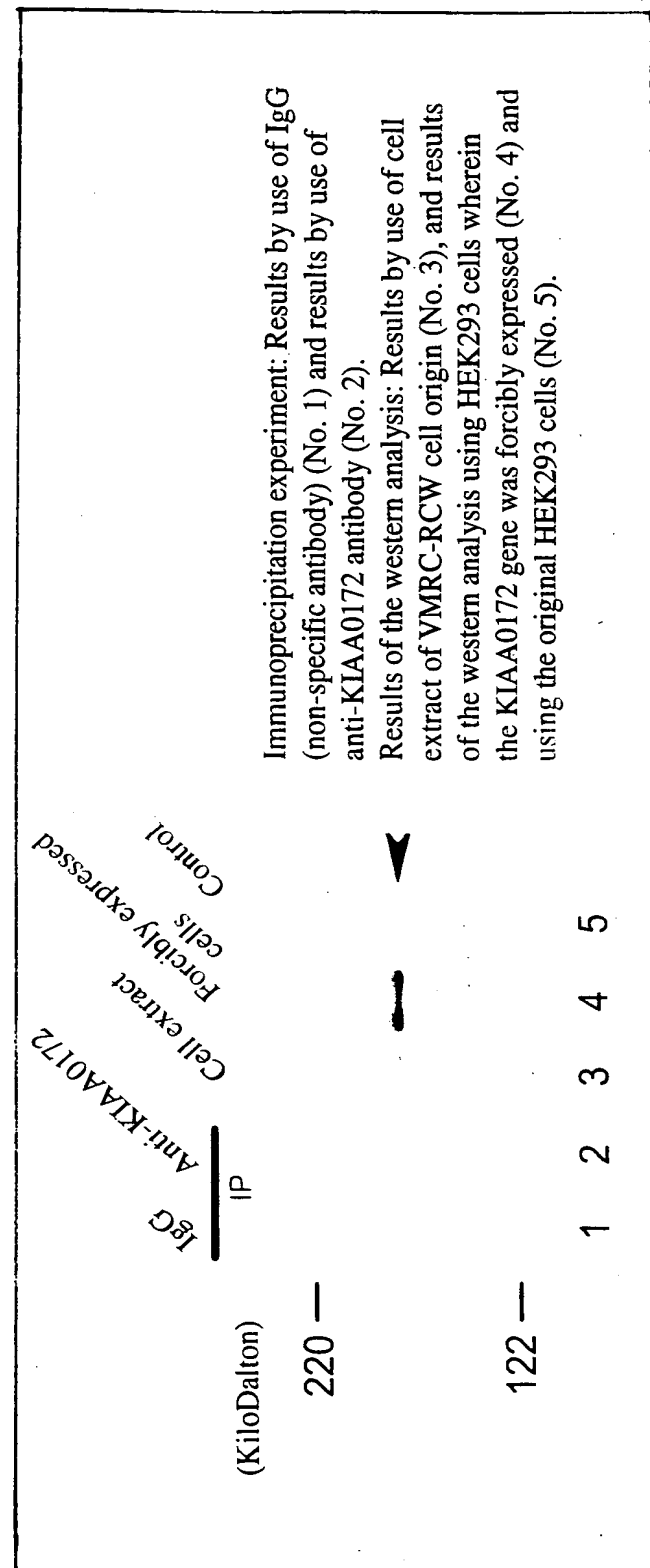 (KiloDalton)
220
122
IgG
Anti-KIAA0172
IP
Cell extract
Forcibly expressed
cells
Control
1 2 3 4 5
Immunoprecipitation experiment: Results by use of IgG
(non-specific antibody) (No. 1) and results by use of
anti-KIAA0172 antibody (No. 2).
Results of the western analysis: Results by use of cell
extract of VMRC-RCW cell origin (No. 3), and results
of the western analysis using HEK293 cells wherein
the KIAA0172 gene was forcibly expressed (No. 4) and
using the original HEK293 cells (No. 5).